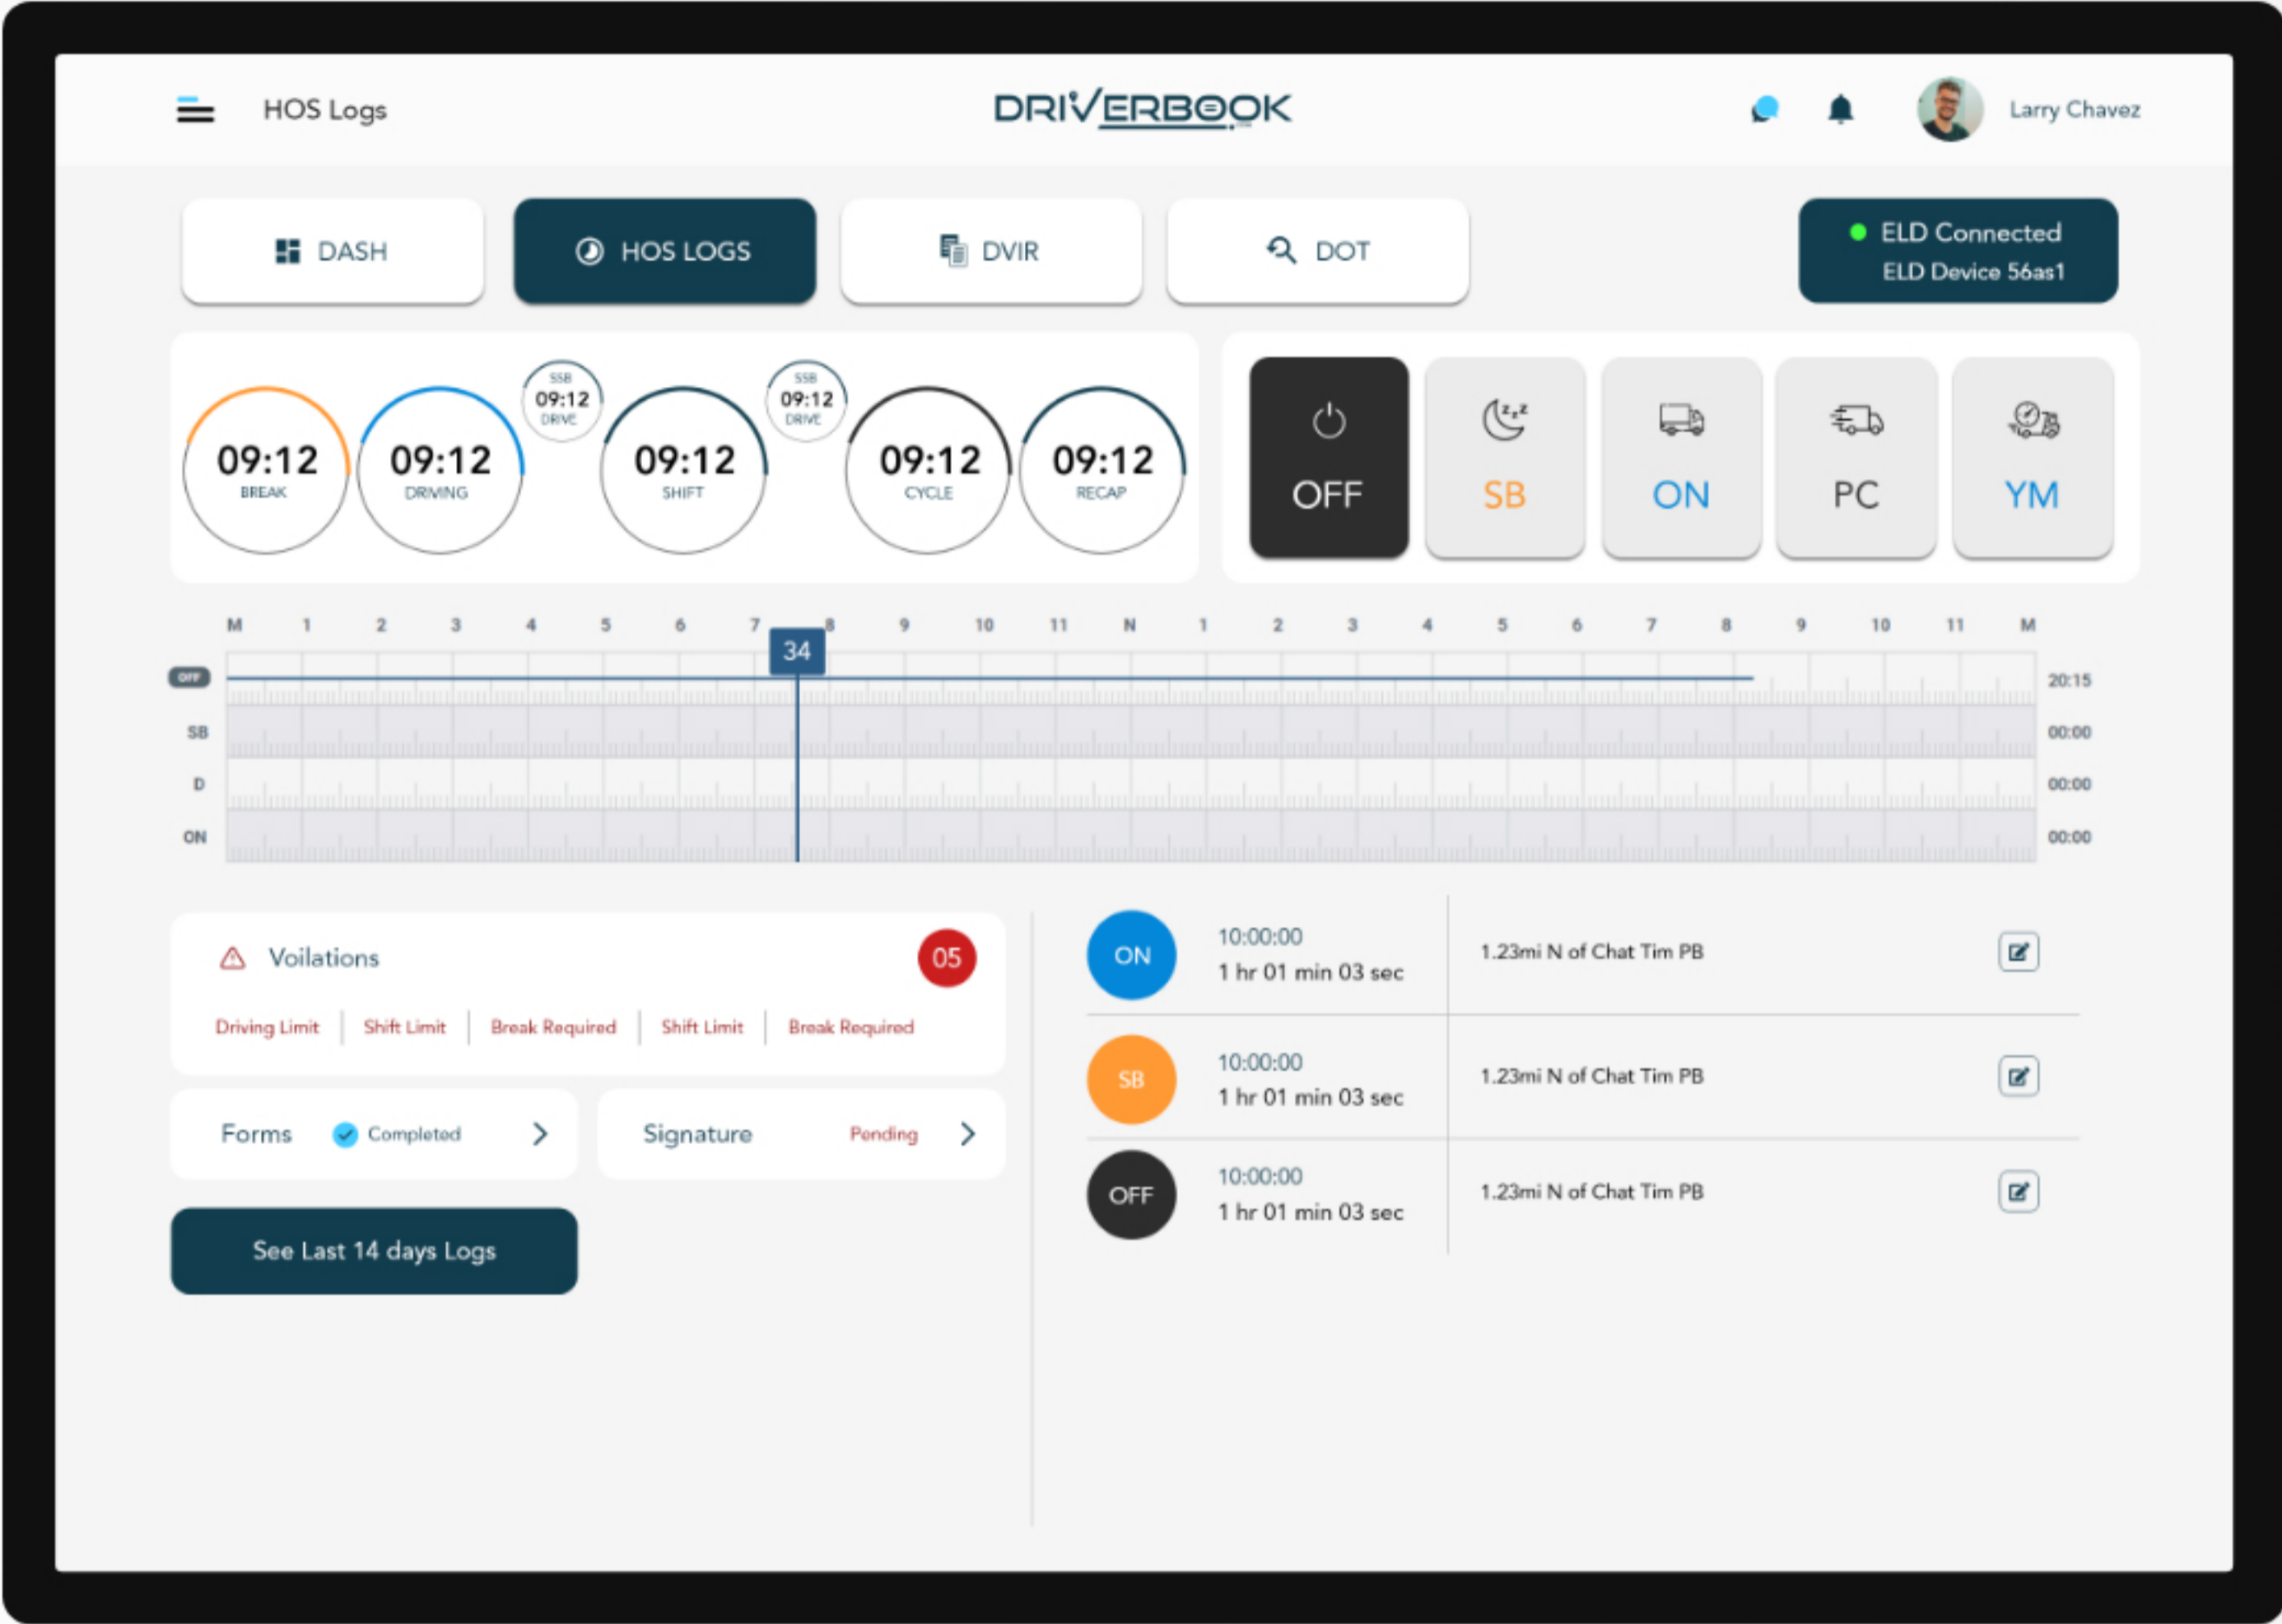 HOS Logs
DRIVERBOOK
Larry Chavez
DASH
HOS LOGS
DVIR
DOT
ELD Connected
ELD Device 56as1
09:12
BREAK
09:12
DRIVING
SSB
09:12
DRIVE
09:12
SHIFT
SSB
09:12
DRIVE
09:12
CYCLE
09:12
RECAP
OFF
SB
ON
PC
YM
M 1 2 3 4 5 6 7 8 9 10 11 N 1 2 3 4 5 6 7 8 9 10 11 M
34
OFF 20:15
SB 00:00
D 00:00
ON 00:00
Voilations
05
Driving Limit
Shift Limit
Break Required
Shift Limit
Break Required
Forms
Completed
Signature
Pending
See Last 14 days Logs
ON
10:00:00
1 hr 01 min 03 sec
1.23mi N of Chat Tim PB
SB
10:00:00
1 hr 01 min 03 sec
1.23mi N of Chat Tim PB
OFF
10:00:00
1 hr 01 min 03 sec
1.23mi N of Chat Tim PB